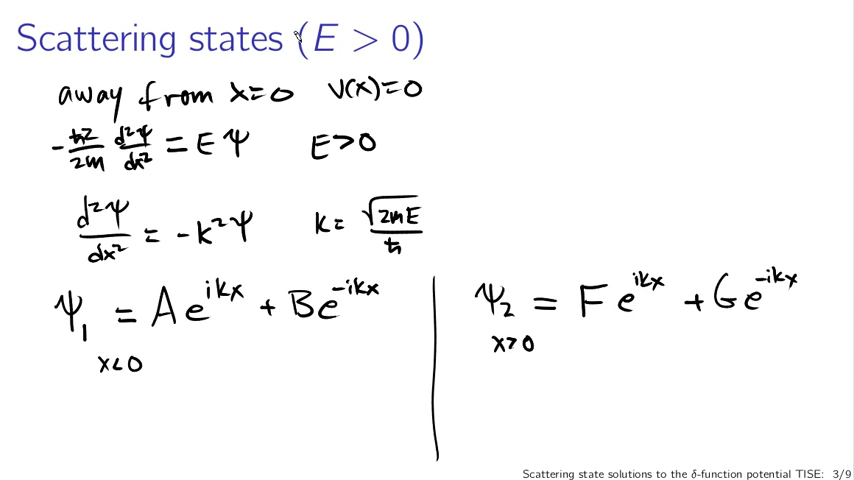 Scattering states (E > 0)
away from x=0 V(x)=0
-ħ²/2m d²Ψ/dx² = EΨ E>0
d²Ψ/dx² = -k²Ψ k = √2mE/ħ
Ψ₁ = Ae^{ikx} + Be^{-ikx} Ψ₂ = Fe^{ikx} + Ge^{-ikx}
x<0 x>0
Scattering state solutions to the δ-function potential TISE: 3/9